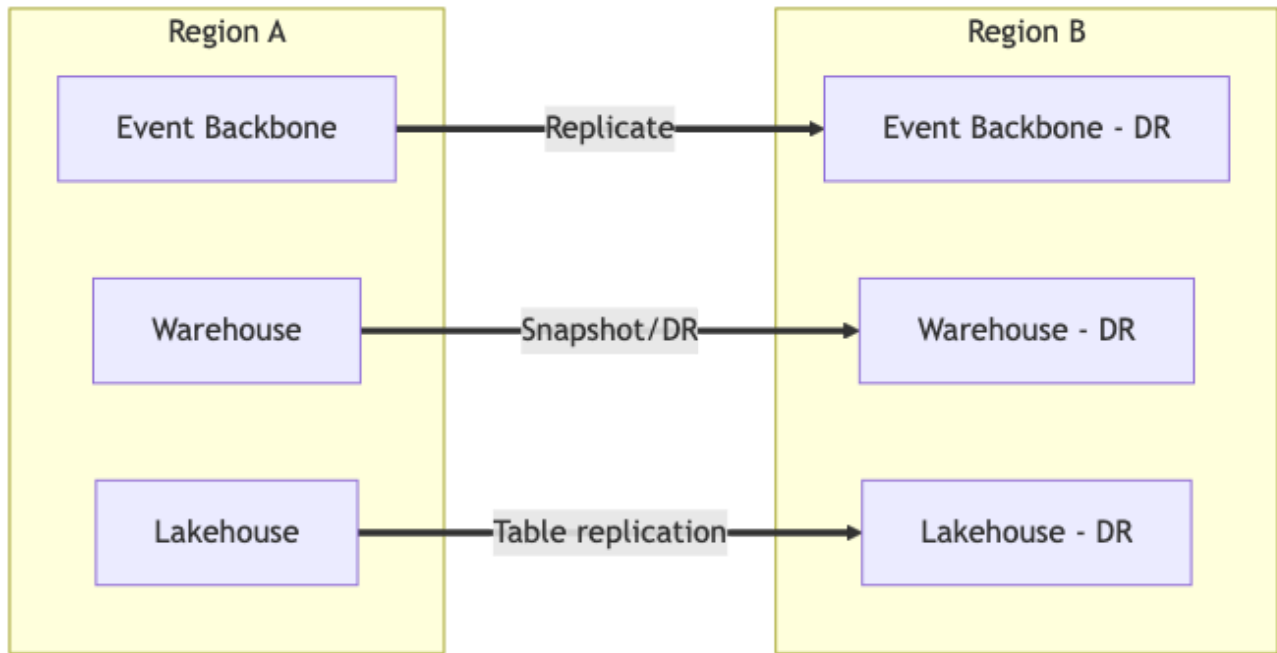 Region A
Region B
Event Backbone
Replicate
Event Backbone - DR
Warehouse
Snapshot/DR
Warehouse - DR
Lakehouse
Table replication
Lakehouse - DR